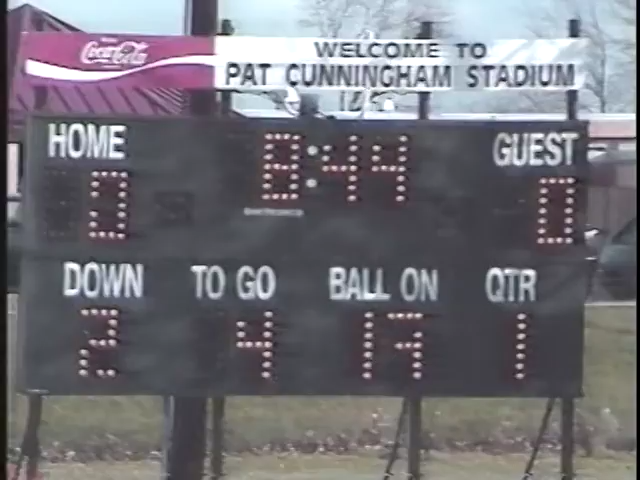 Coca-Cola
WELCOME TO
PAT CUNNINGHAM STADIUM
HOME 8:44 GUEST
0 0
DOWN TO GO BALL ON QTR
2 4 19 1